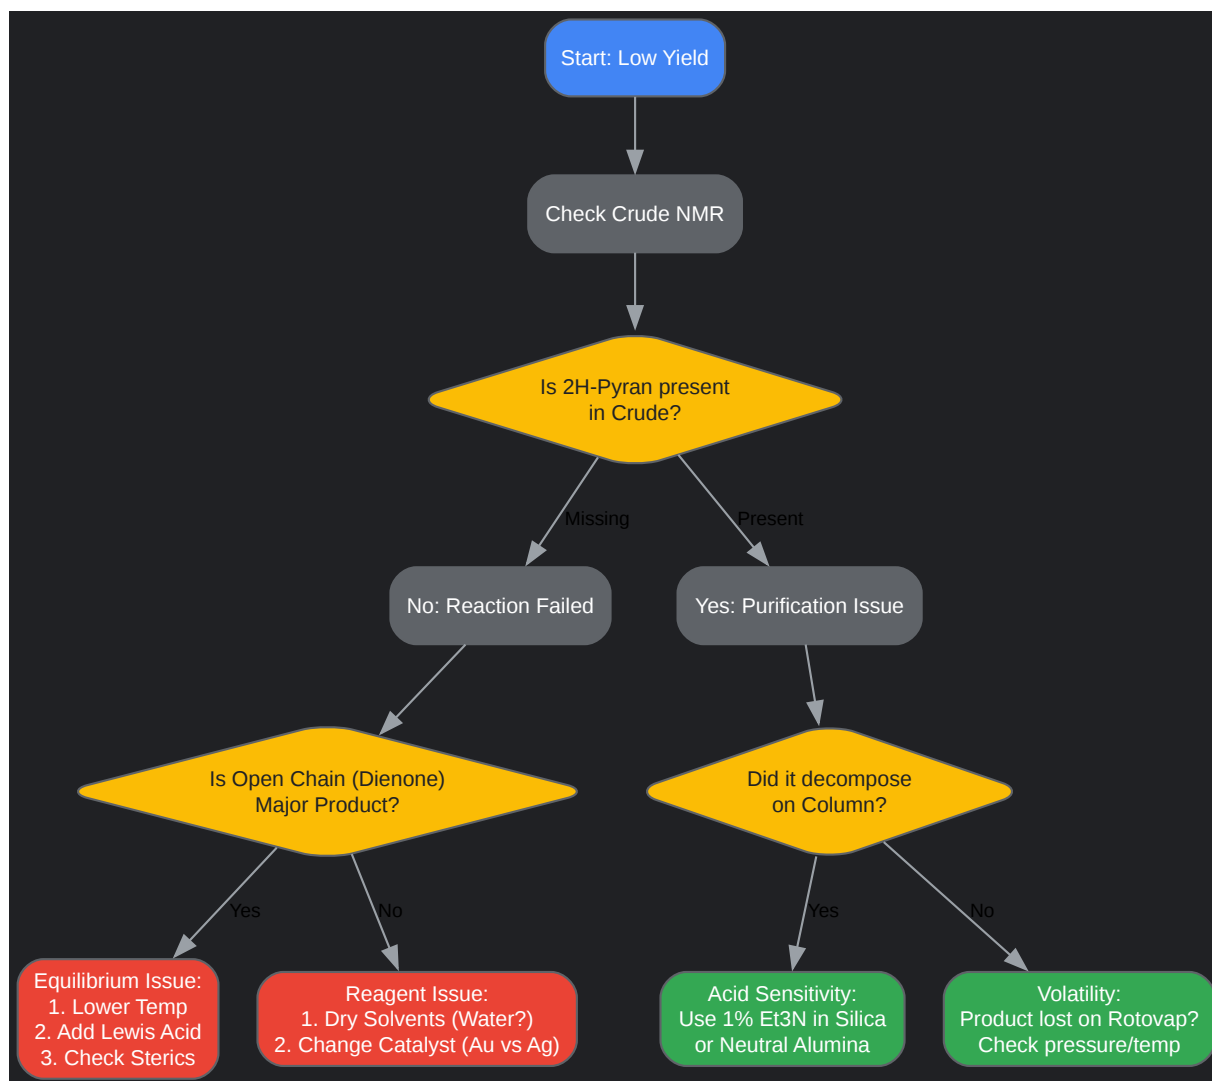 Start: Low Yield
Check Crude NMR
Is 2H-Pyran present
in Crude?
Missing
Present
No: Reaction Failed
Yes: Purification Issue
Is Open Chain (Dienone)
Major Product?
Did it decompose
on Column?
Yes
No
Yes
No
Equilibrium Issue:
1. Lower Temp
2. Add Lewis Acid
3. Check Sterics
Reagent Issue:
1. Dry Solvents (Water?)
2. Change Catalyst (Au vs Ag)
Acid Sensitivity:
Use 1% Et3N in Silica
or Neutral Alumina
Volatility:
Product lost on Rotovap?
Check pressure/temp